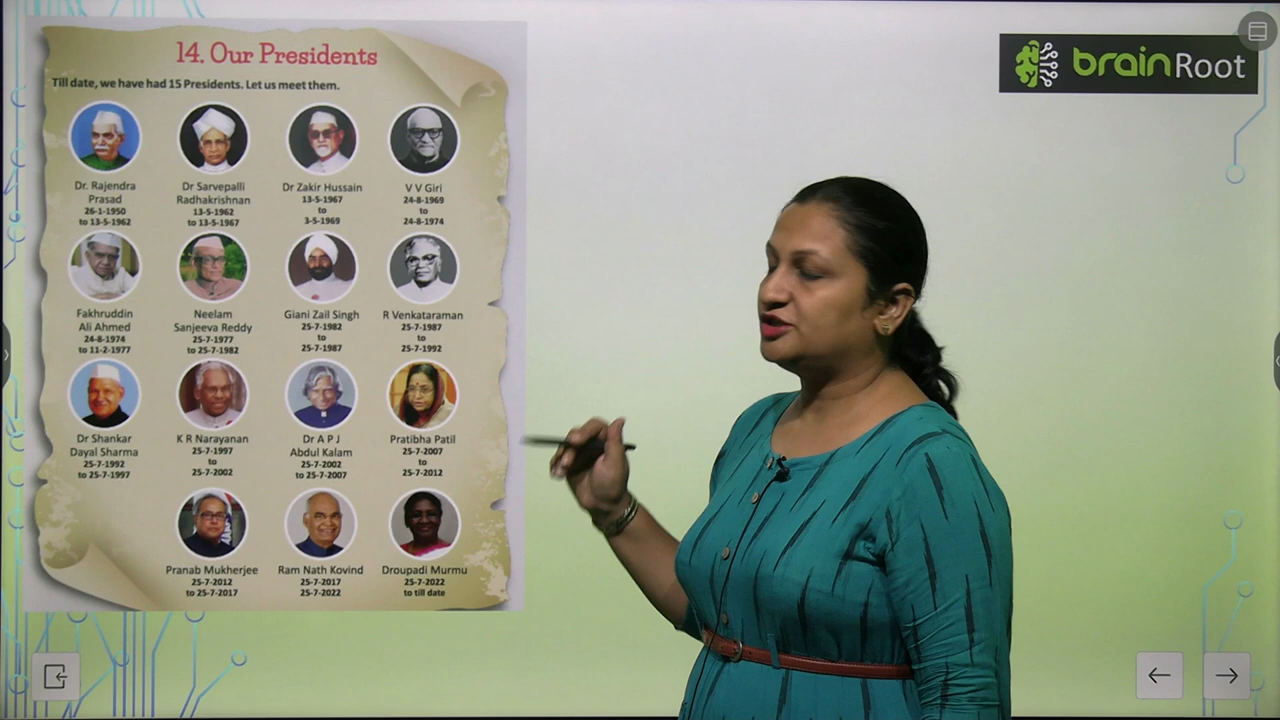 14. Our Presidents
Till date, we have had 15 Presidents. Let us meet them.
Dr. Rajendra
Prasad
26-1-1950
to 13-5-1962
Dr Sarvepalli
Radhakrishnan
13-5-1962
to 13-5-1967
Dr Zakir Hussain
13-5-1967
to
3-5-1969
V V Giri
24-8-1969
to
24-8-1974
Fakhruddin
Ali Ahmed
24-8-1974
to 11-2-1977
Neelam
Sanjeeva Reddy
25-7-1977
to 25-7-1982
Giani Zail Singh
25-7-1982
to
25-7-1987
R Venkataraman
25-7-1987
to
25-7-1992
Dr Shankar
Dayal Sharma
25-7-1992
to 25-7-1997
K R Narayanan
25-7-1997
to
25-7-2002
Dr A P J
Abdul Kalam
25-7-2002
to 25-7-2007
Pratibha Patil
25-7-2007
to
25-7-2012
Pranab Mukherjee
25-7-2012
to 25-7-2017
Ram Nath Kovind
25-7-2017
25-7-2022
Droupadi Murmu
25-7-2022
to till date
brainRoot